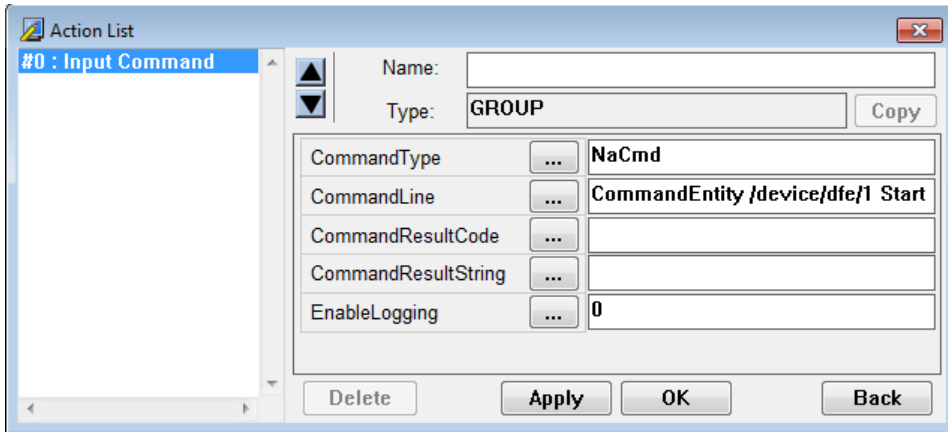 Action List
#0 : Input Command
Name:
Type: GROUP Copy
CommandType ... NaCmd
CommandLine ... CommandEntity /device/dfe/1 Start
CommandResultCode ...
CommandResultString ...
EnableLogging ... 0
Delete Apply OK Back